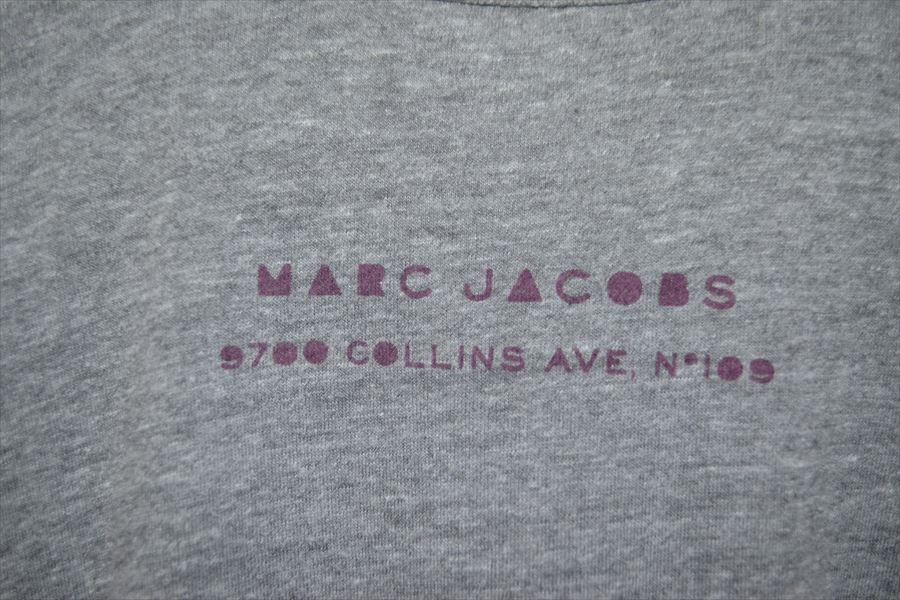 MARC JACOBS
9700 COLLINS AVE, N°109